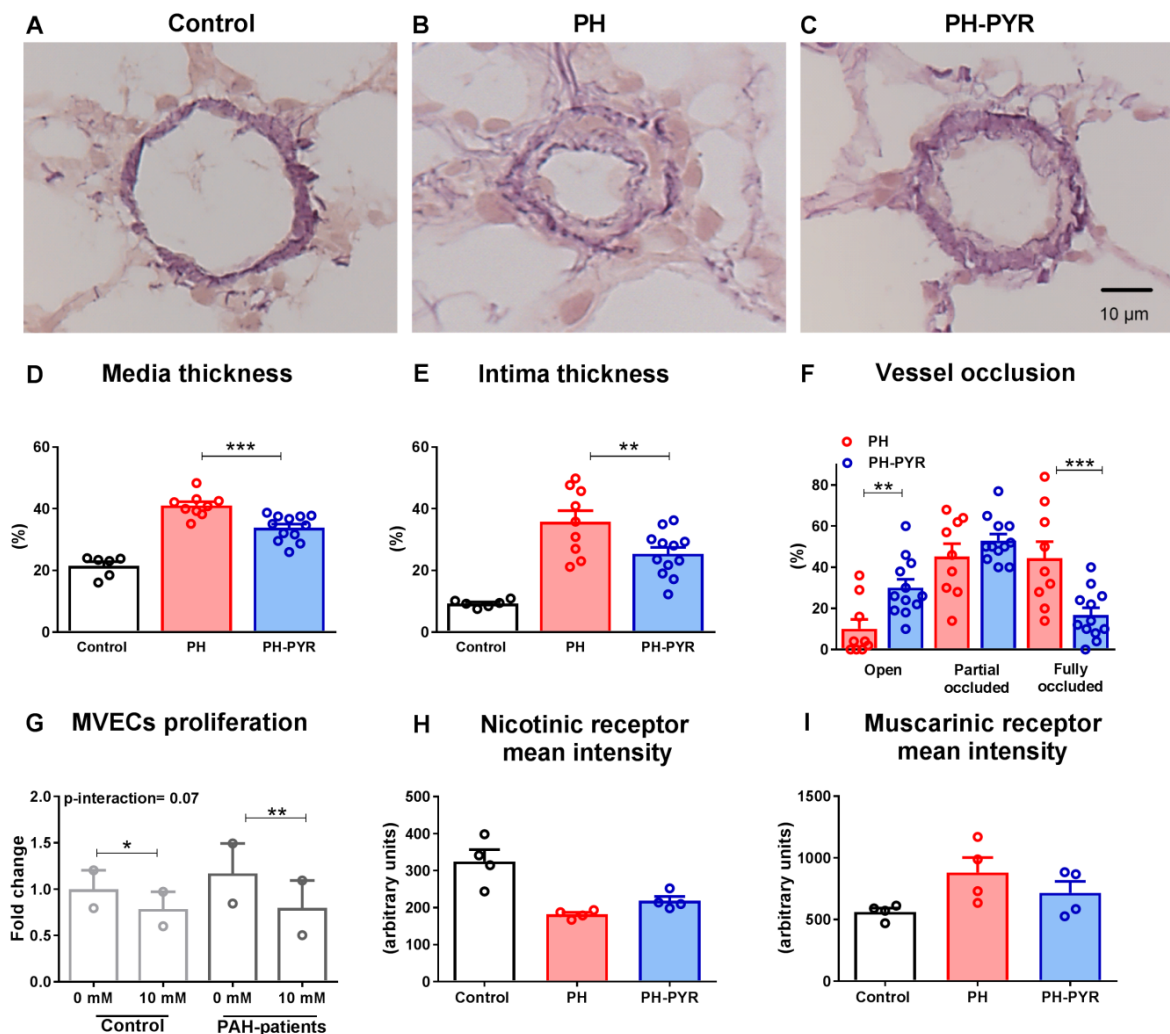 A Control
B PH
C PH-PYR
10 µm
D Media thickness
60
40
20
0
(%)
***
Control PH PH-PYR
E Intima thickness
60
40
20
0
(%)
**
Control PH PH-PYR
F Vessel occlusion
PH
PH-PYR
80
60
40
20
0
(%)
**
***
Open Partial occluded Fully occluded
G MVECs proliferation
p-interaction= 0.07
2.0
1.5
1.0
0.5
0.0
Fold change
*
**
0 mM 10 mM 0 mM 10 mM
Control PAH-patients
H Nicotinic receptor
mean intensity
500
400
300
200
100
0
(arbitrary units)
Control PH PH-PYR
I Muscarinic receptor
mean intensity
1500
1000
500
0
(arbitrary units)
Control PH PH-PYR